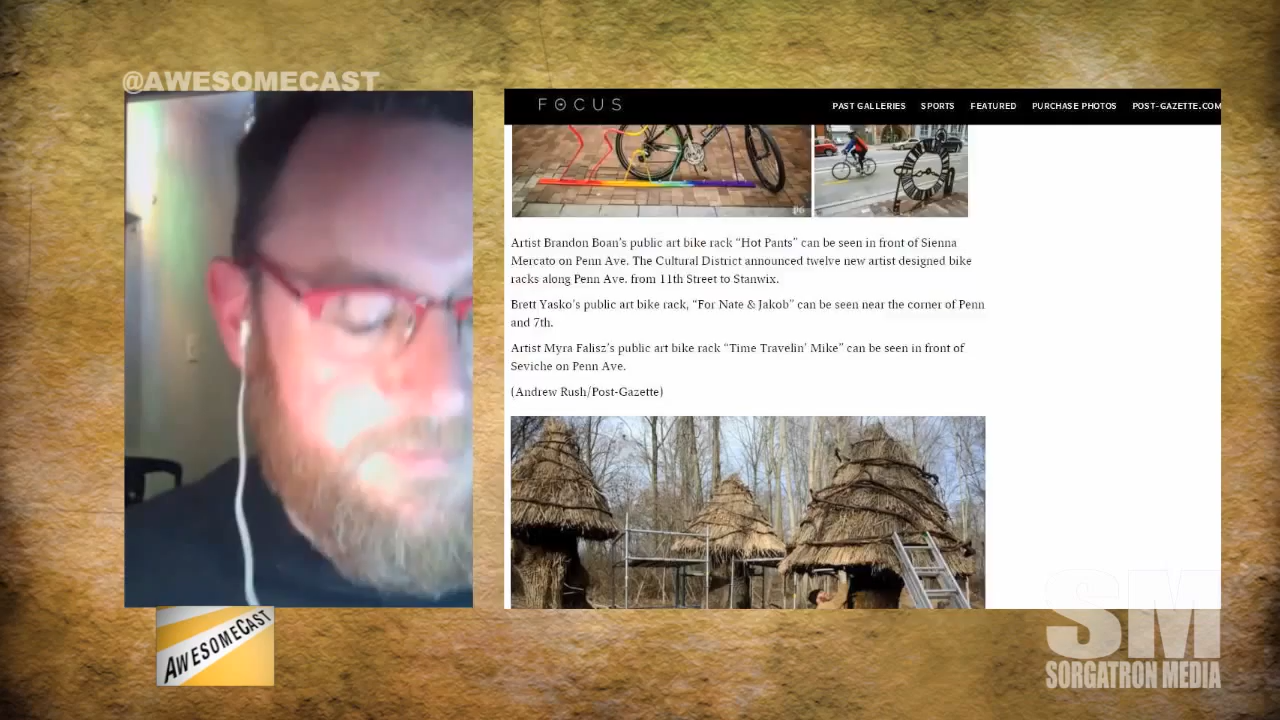 @AWESOMECAST
FOCUS
PAST GALLERIES SPORTS FEATURED PURCHASE PHOTOS POST-GAZETTE.COM
Artist Brandon Boan's public art bike rack “Hot Pants” can be seen in front of Sienna
Mercato on Penn Ave. The Cultural District announced twelve new artist designed bike
racks along Penn Ave. from 11th Street to Stanwix.
Brett Yasko's public art bike rack, “For Nate & Jakob” can be seen near the corner of Penn
and 7th.
Artist Myra Falisz's public art bike rack “Time Travelin' Mike” can be seen in front of
Seviche on Penn Ave.
(Andrew Rush/Post-Gazette)
AWESOMECAST
SM
SORGATRON MEDIA